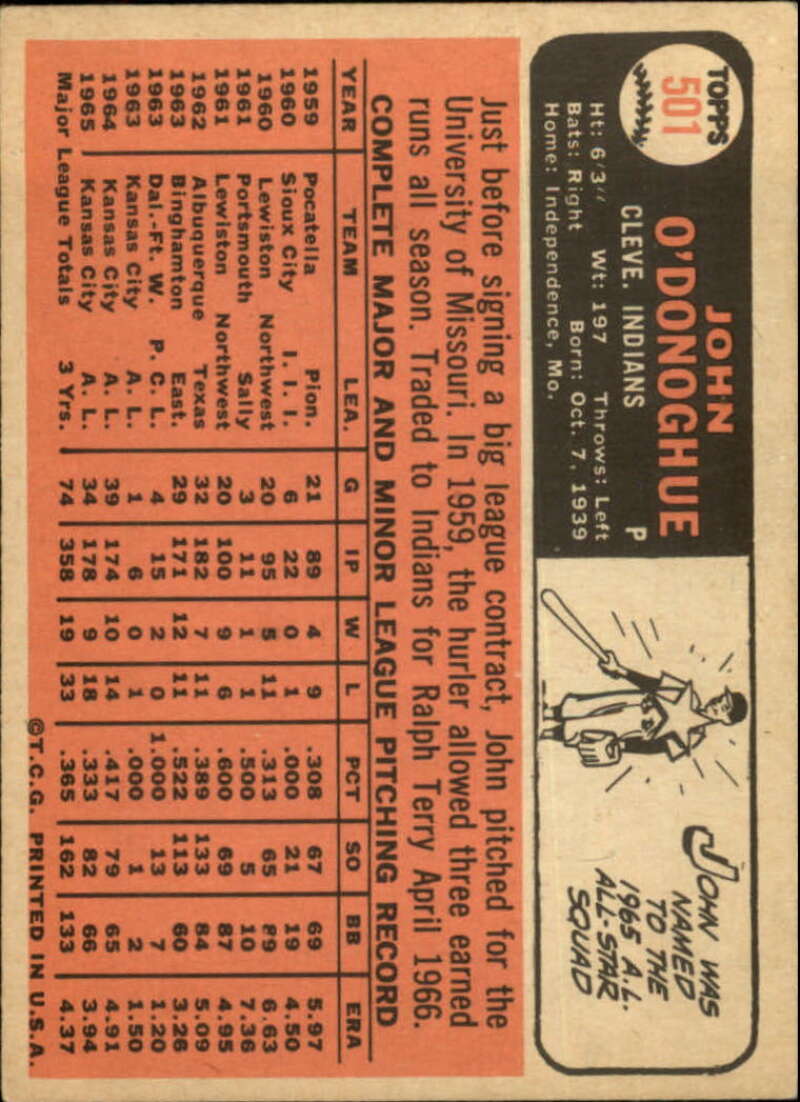 TOPPS
501
JOHN
O'DONOGHUE
CLEVE. INDIANS P
Ht: 6'3" Wt: 197 Throws: Left
Bats: Right Born: Oct. 7, 1939
Home: Independence, Mo.
JOHN WAS
NAMED
TO THE
1965 A.L.
ALL-STAR
SQUAD
Just before signing a big league contract, John pitched for the
University of Missouri. In 1959, the hurler allowed three earned
runs all season. Traded to Indians for Ralph Terry April 1966.
COMPLETE MAJOR AND MINOR LEAGUE PITCHING RECORD
YEAR TEAM LEA. G IP W L PCT SO BB ERA
1959 Pocatella Pion. 21 89 4 9 .308 67 69 5.97
1960 Sioux City I. I. I. 6 22 0 1 .000 21 19 4.50
1960 Lewiston Northwest 20 95 5 11 .313 65 89 6.63
1961 Portsmouth Sally 3 11 1 1 .500 5 10 7.36
1961 Lewiston Northwest 20 100 9 6 .600 69 87 4.95
1962 Albuquerque Texas 32 182 7 11 .389 133 84 5.09
1963 Binghamton East. 29 171 12 11 .522 113 60 3.26
1963 Dal.-Ft. W. P. C. L. 4 15 2 0 1.000 13 7 1.20
1963 Kansas City A. L. 1 6 0 1 .000 1 2 1.50
1964 Kansas City A. L. 39 174 10 14 .417 79 65 4.91
1965 Kansas City A. L. 34 178 9 18 .333 82 66 3.94
Major League Totals 3 Yrs. 74 358 19 33 .365 162 133 4.37
©T.C.G. PRINTED IN U.S.A.